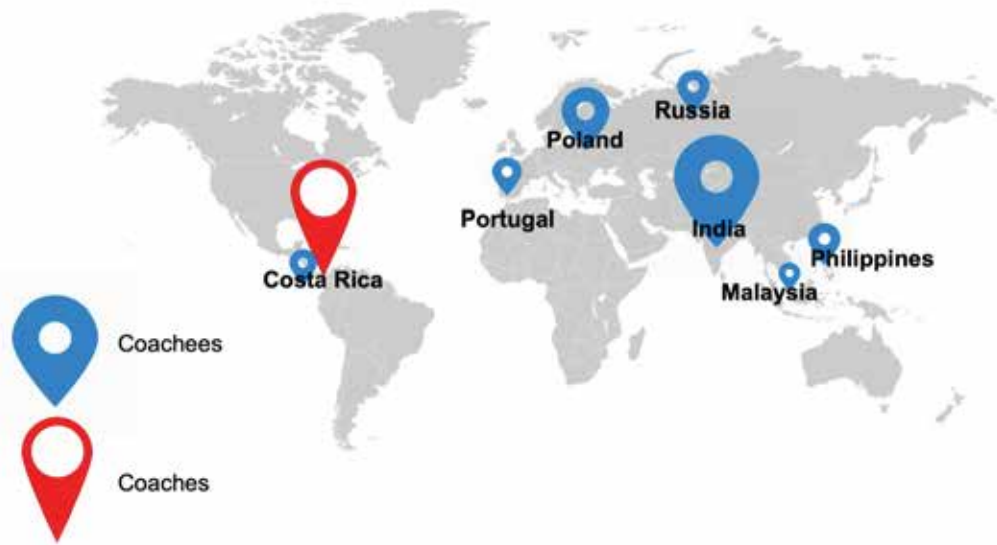 Russia
Poland
Portugal
India
Philippines
Costa Rica
Malaysia
Coachees
Coaches